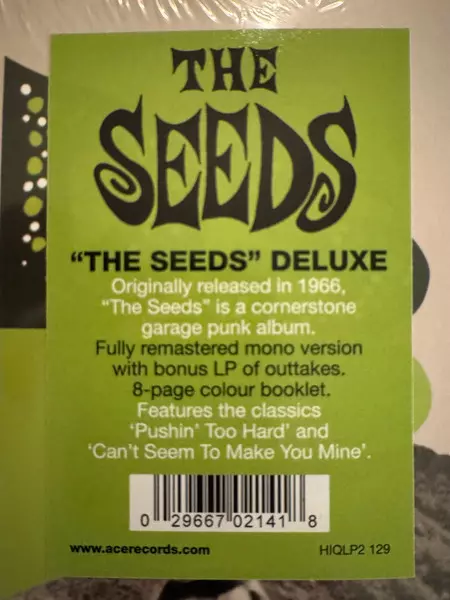 THE
SEEDS
“THE SEEDS” DELUXE
Originally released in 1966,
“The Seeds” is a cornerstone
garage punk album.
Fully remastered mono version
with bonus LP of outtakes.
8-page colour booklet.
Features the classics
‘Pushin’ Too Hard’ and
‘Can’t Seem To Make You Mine’.
0 29667 02141 8
www.acerecords.com HIQLP2 129